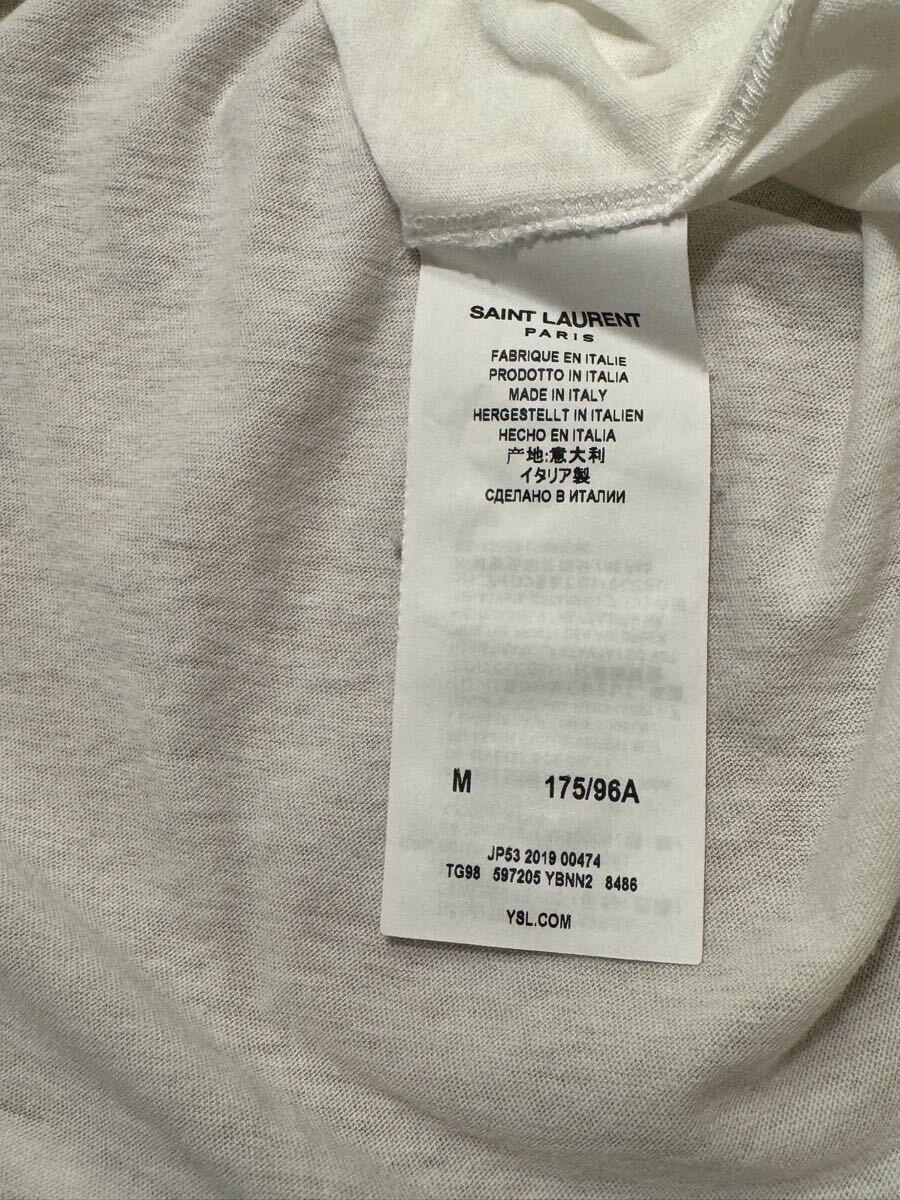 SAINT LAURENT
PARIS
FABRIQUE EN ITALIE
PRODOTTO IN ITALIA
MADE IN ITALY
HERGESTELLT IN ITALIEN
HECHO EN ITALIA
产地:意大利
イタリア製
СДЕЛАНО В ИТАЛИИ
M 175/96A
JP53 2019 00474
TG98 597205 YBNN2 8486
YSL.COM